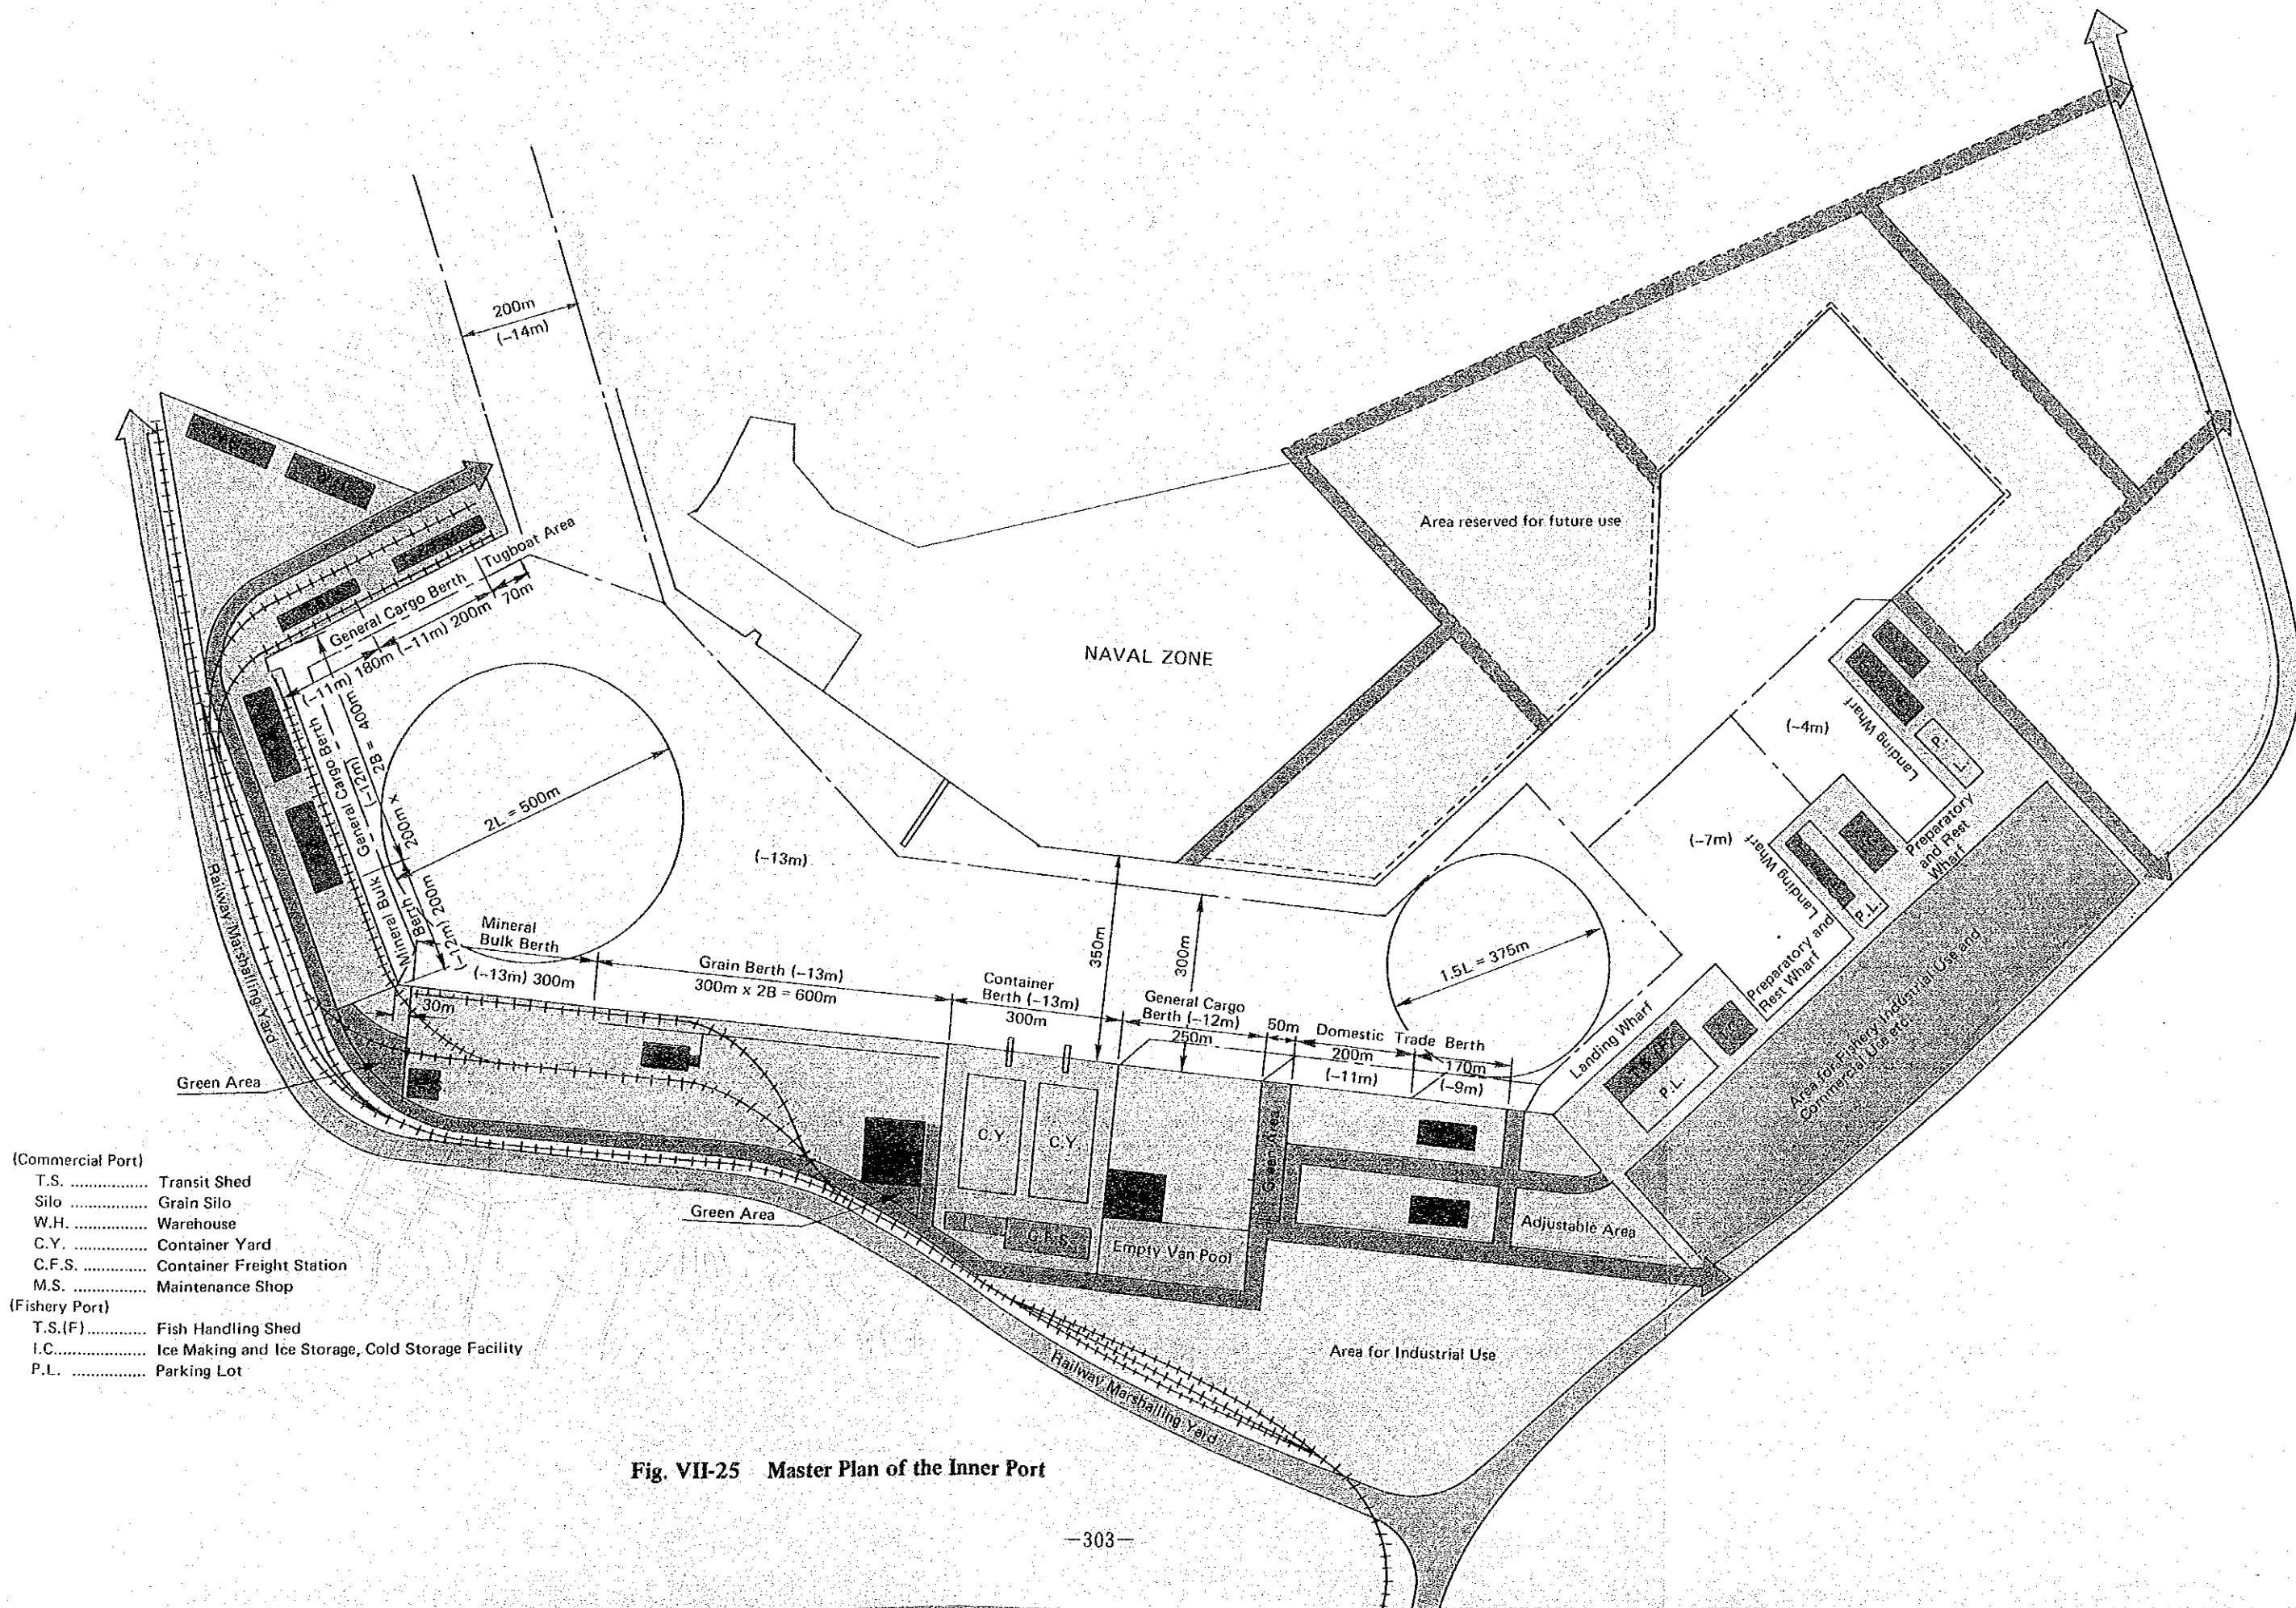 200m
(-14m)
Tugboat Area
General Cargo Berth
70m
(-11m) 200m
(-11m) 180m
General Cargo Berth
(-12m)
200m x
2B = 400m
2L = 500m
Mineral Bulk
Berth
(-12m) 200m
NAVAL ZONE
Area reserved for future use
(-4m)
(-7m)
Landing Wharf
P.
L.
Landing Wharf
P.L.
Preparatory
and Rest
Wharf
Preparatory and
Rest Wharf
Landing Wharf
P.L.
Area for Fishery Industrial Use and
Commercial Use etc.
(-13m)
Mineral
Bulk Berth
(-13m) 300m
30m
Grain Berth (-13m)
300m x 2B = 600m
Container
Berth (-13m)
300m
350m
300m
General Cargo
Berth (-12m)
250m
50m
Domestic Trade Berth
200m
(-11m)
170m
(-9m)
1.5L = 375m
Railway Marshalling Yard
Green Area
Green Area
Green Area
C.Y.
C.Y.
C.F.S.
Empty Van Pool
Adjustable Area
Area for Industrial Use
Railway Marshalling Yard
(Commercial Port)
T.S. ................. Transit Shed
Silo ................. Grain Silo
W.H. ................ Warehouse
C.Y. ................. Container Yard
C.F.S. .............. Container Freight Station
M.S. ................ Maintenance Shop
(Fishery Port)
T.S.(F)............. Fish Handling Shed
I.C..................... Ice Making and Ice Storage, Cold Storage Facility
P.L. ................. Parking Lot
Fig. VII-25 Master Plan of the Inner Port
—303—